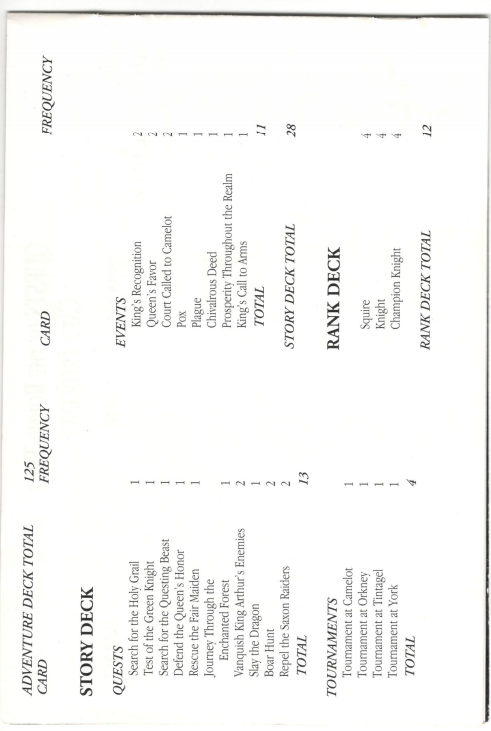 ADVENTURE DECK TOTAL 125
CARD FREQUENCY
STORY DECK
QUESTS
Search for the Holy Grail 1
Test of the Green Knight 1
Search for the Questing Beast 1
Defend the Queen's Honor 1
Rescue the Fair Maiden 1
Journey Through the
Enchanted Forest 1
Vanquish King Arthur's Enemies 2
Slay the Dragon 1
Boar Hunt 2
Repel the Saxon Raiders 2
TOTAL 13
TOURNAMENTS
Tournament at Camelot 1
Tournament at Orkney 1
Tournament at Tintagel 1
Tournament at York 1
TOTAL 4
CARD FREQUENCY
EVENTS
King's Recognition 2
Queen's Favor 2
Court Called to Camelot 2
Pox 1
Plague 1
Chivalrous Deed 1
Prosperity Throughout the Realm 1
King's Call to Arms 1
TOTAL 11
STORY DECK TOTAL 28
RANK DECK
Squire 4
Knight 4
Champion Knight 4
RANK DECK TOTAL 12